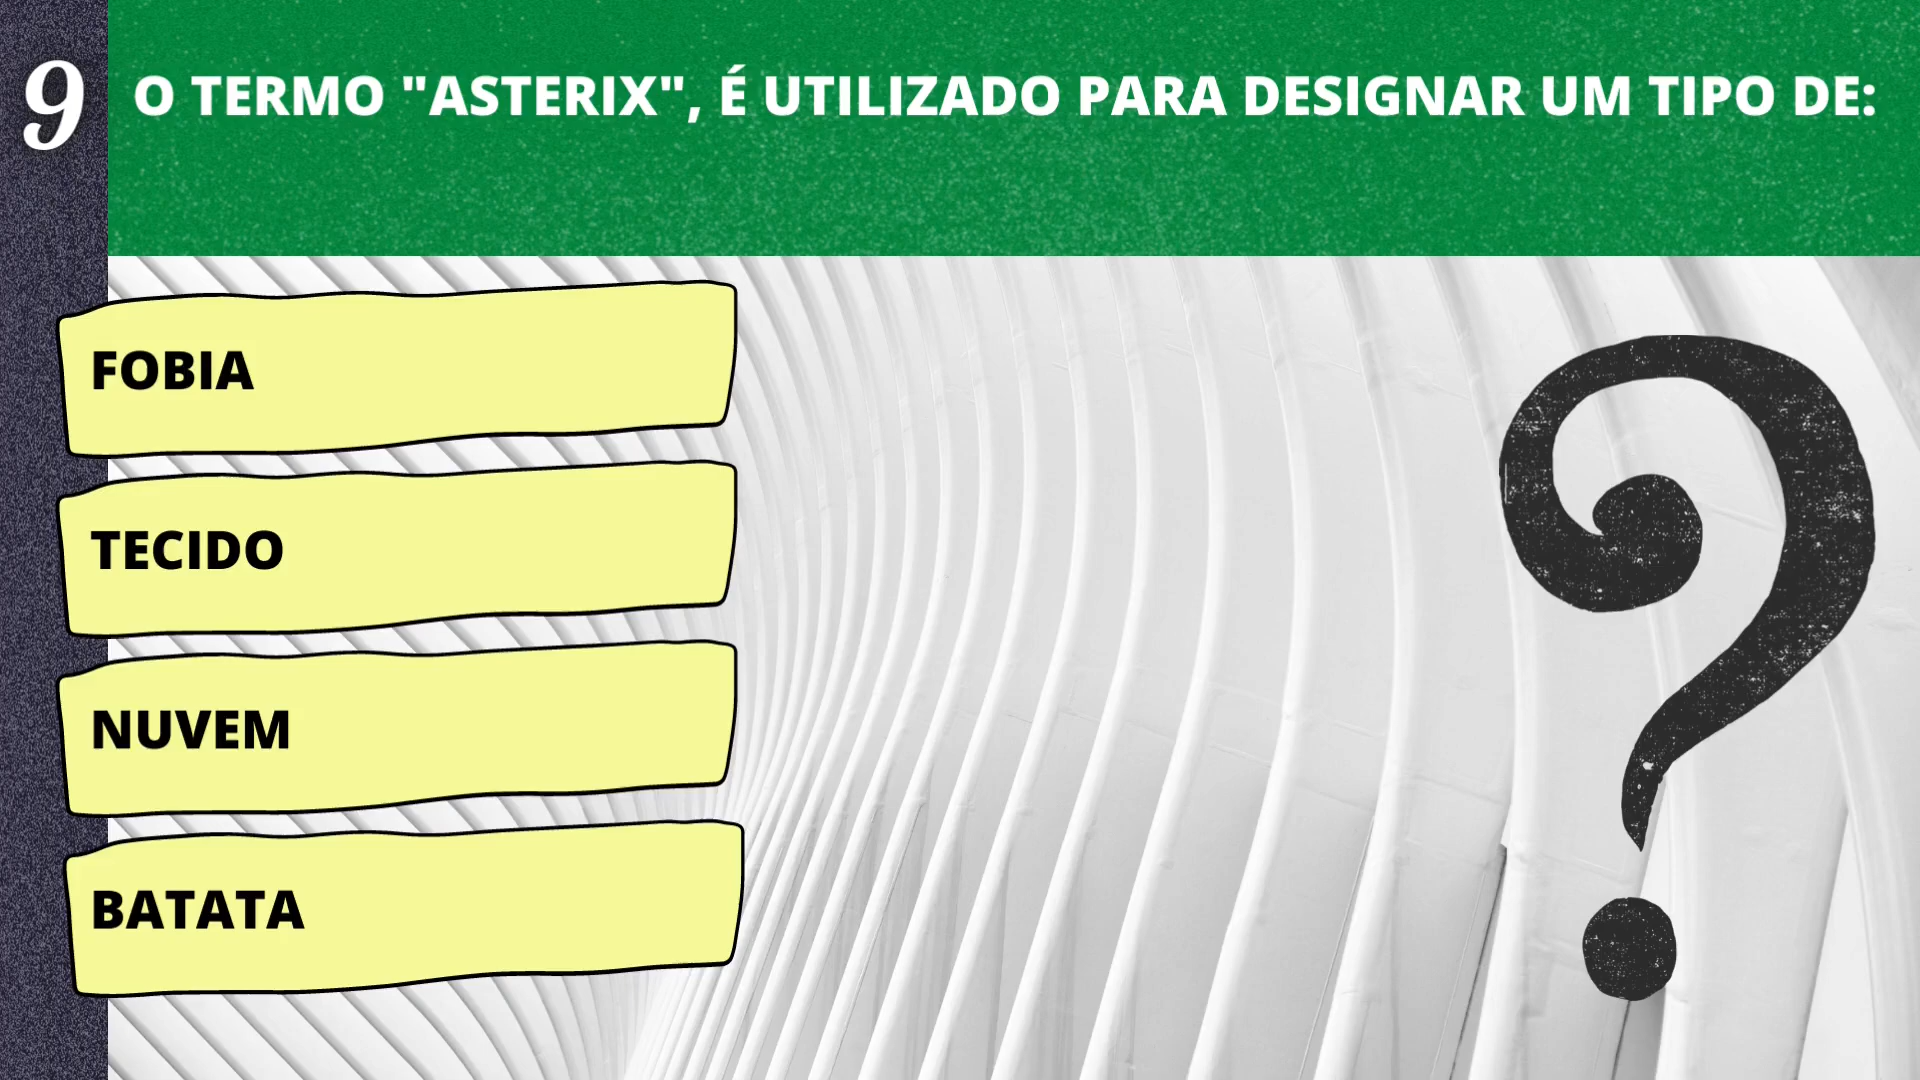 9
O TERMO "ASTERIX", É UTILIZADO PARA DESIGNAR UM TIPO DE:
FOBIA
TECIDO
NUVEM
BATATA
?